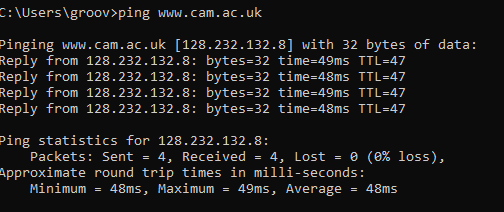 C:\Users\groov>ping www.cam.ac.uk
Pinging www.cam.ac.uk [128.232.132.8] with 32 bytes of data:
Reply from 128.232.132.8: bytes=32 time=49ms TTL=47
Reply from 128.232.132.8: bytes=32 time=48ms TTL=47
Reply from 128.232.132.8: bytes=32 time=49ms TTL=47
Reply from 128.232.132.8: bytes=32 time=48ms TTL=47
Ping statistics for 128.232.132.8:
Packets: Sent = 4, Received = 4, Lost = 0 (0% loss),
Approximate round trip times in milli-seconds:
Minimum = 48ms, Maximum = 49ms, Average = 48ms